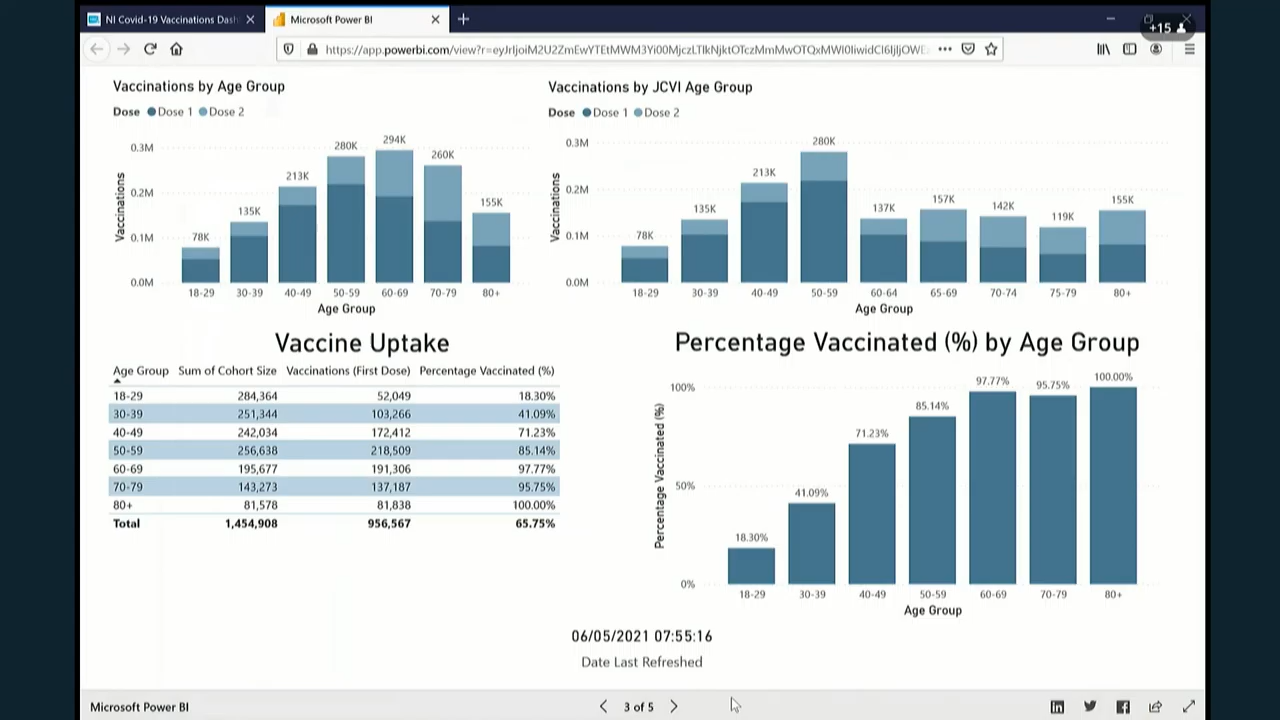 NI Covid-19 Vaccinations Dash
Microsoft Power BI
+15
Vaccinations by Age Group
Dose Dose 1 Dose 2
Vaccinations
0.3M
0.2M
0.1M
0.0M
78K
135K
213K
280K
294K
260K
155K
18-29 30-39 40-49 50-59 60-69 70-79 80+
Age Group
Vaccinations by JCVI Age Group
Dose Dose 1 Dose 2
Vaccinations
0.3M
0.2M
0.1M
0.0M
78K
135K
213K
280K
137K
157K
142K
119K
155K
18-29 30-39 40-49 50-59 60-64 65-69 70-74 75-79 80+
Age Group
Vaccine Uptake
Age Group Sum of Cohort Size Vaccinations (First Dose) Percentage Vaccinated (%)
18-29 284,364 52,049 18.30%
30-39 251,344 103,266 41.09%
40-49 242,034 172,412 71.23%
50-59 256,638 218,509 85.14%
60-69 195,677 191,306 97.77%
70-79 143,273 137,187 95.75%
80+ 81,578 81,838 100.00%
Total 1,454,908 956,567 65.75%
Percentage Vaccinated (%) by Age Group
Percentage Vaccinated (%)
100%
50%
0%
18.30%
41.09%
71.23%
85.14%
97.77%
95.75%
100.00%
18-29 30-39 40-49 50-59 60-69 70-79 80+
Age Group
06/05/2021 07:55:16
Date Last Refreshed
Microsoft Power BI
3 of 5